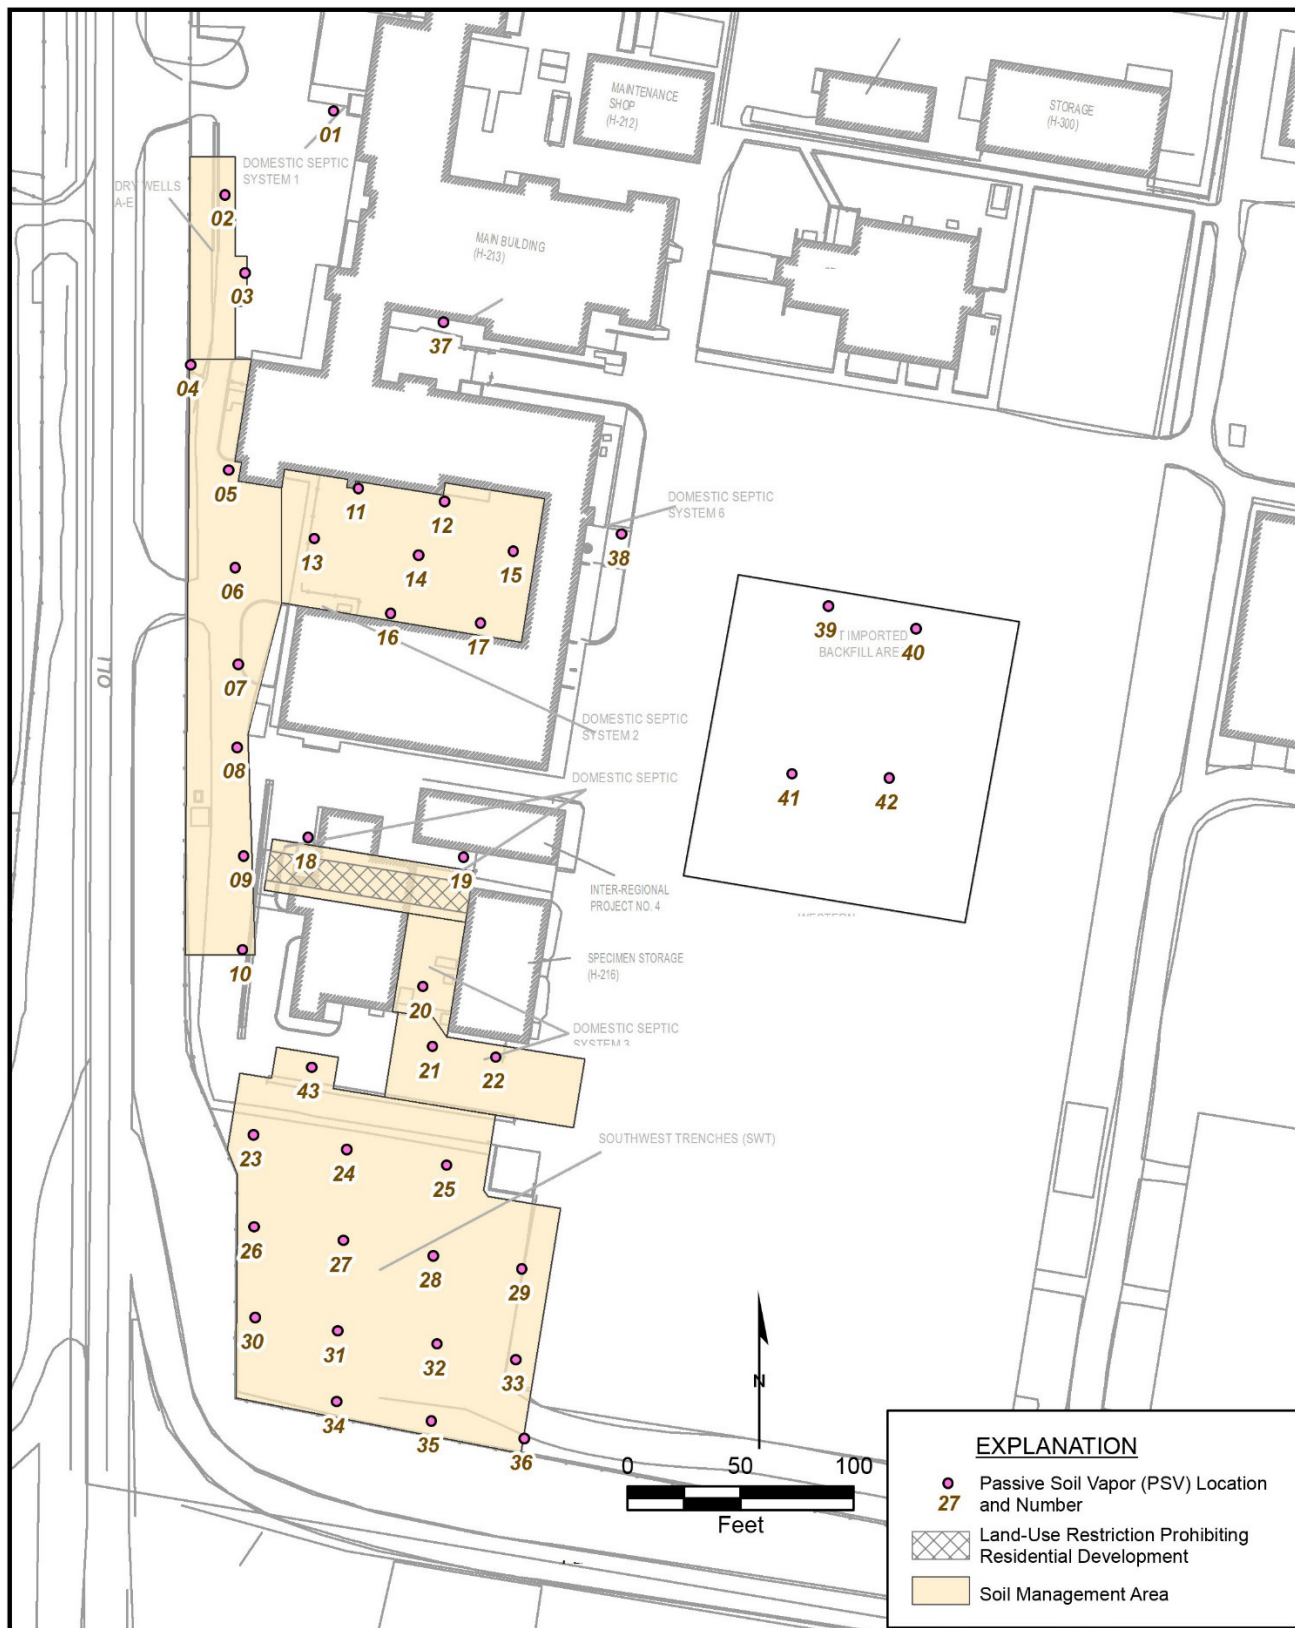 MAINTENANCE
SHOP
(H-212)
STORAGE
(H-300)
01
DOMESTIC SEPTIC
SYSTEM 1
DRY WELLS
A-E
02
MAIN BUILDING
(H-213)
03
37
04
05
11
12
DOMESTIC SEPTIC
SYSTEM 6
13
14
15
38
06
16
17
39
40
T IMPORTED
BACKFILL ARE
07
OLL
DOMESTIC SEPTIC
SYSTEM 2
08
41
42
DOMESTIC SEPTIC
18
19
09
INTER-REGIONAL
PROJECT NO. 4
10
SPECIMEN STORAGE
(H-216)
20
DOMESTIC SEPTIC
SYSTEM 3
21
22
43
SOUTHWEST TRENCHES (SWT)
23
24
25
26
27
28
29
30
31
32
33
34
35
36
N
0 50 100
Feet
EXPLANATION
27
Passive Soil Vapor (PSV) Location
and Number
Land-Use Restriction Prohibiting
Residential Development
Soil Management Area